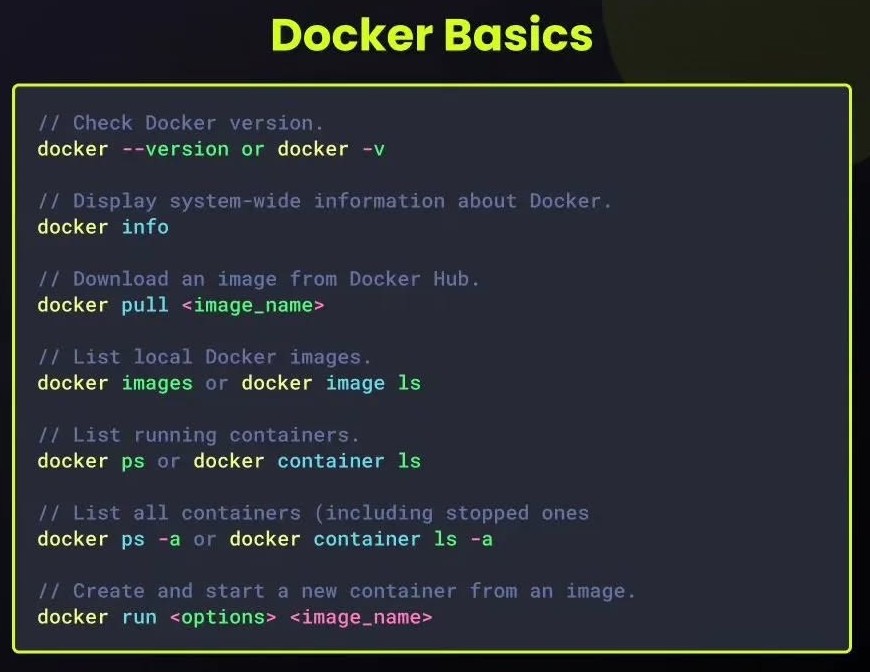 Docker Basics
// Check Docker version.
docker --version or docker -v
// Display system-wide information about Docker.
docker info
// Download an image from Docker Hub.
docker pull <image_name>
// List local Docker images.
docker images or docker image ls
// List running containers.
docker ps or docker container ls
// List all containers (including stopped ones
docker ps -a or docker container ls -a
// Create and start a new container from an image.
docker run <options> <image_name>